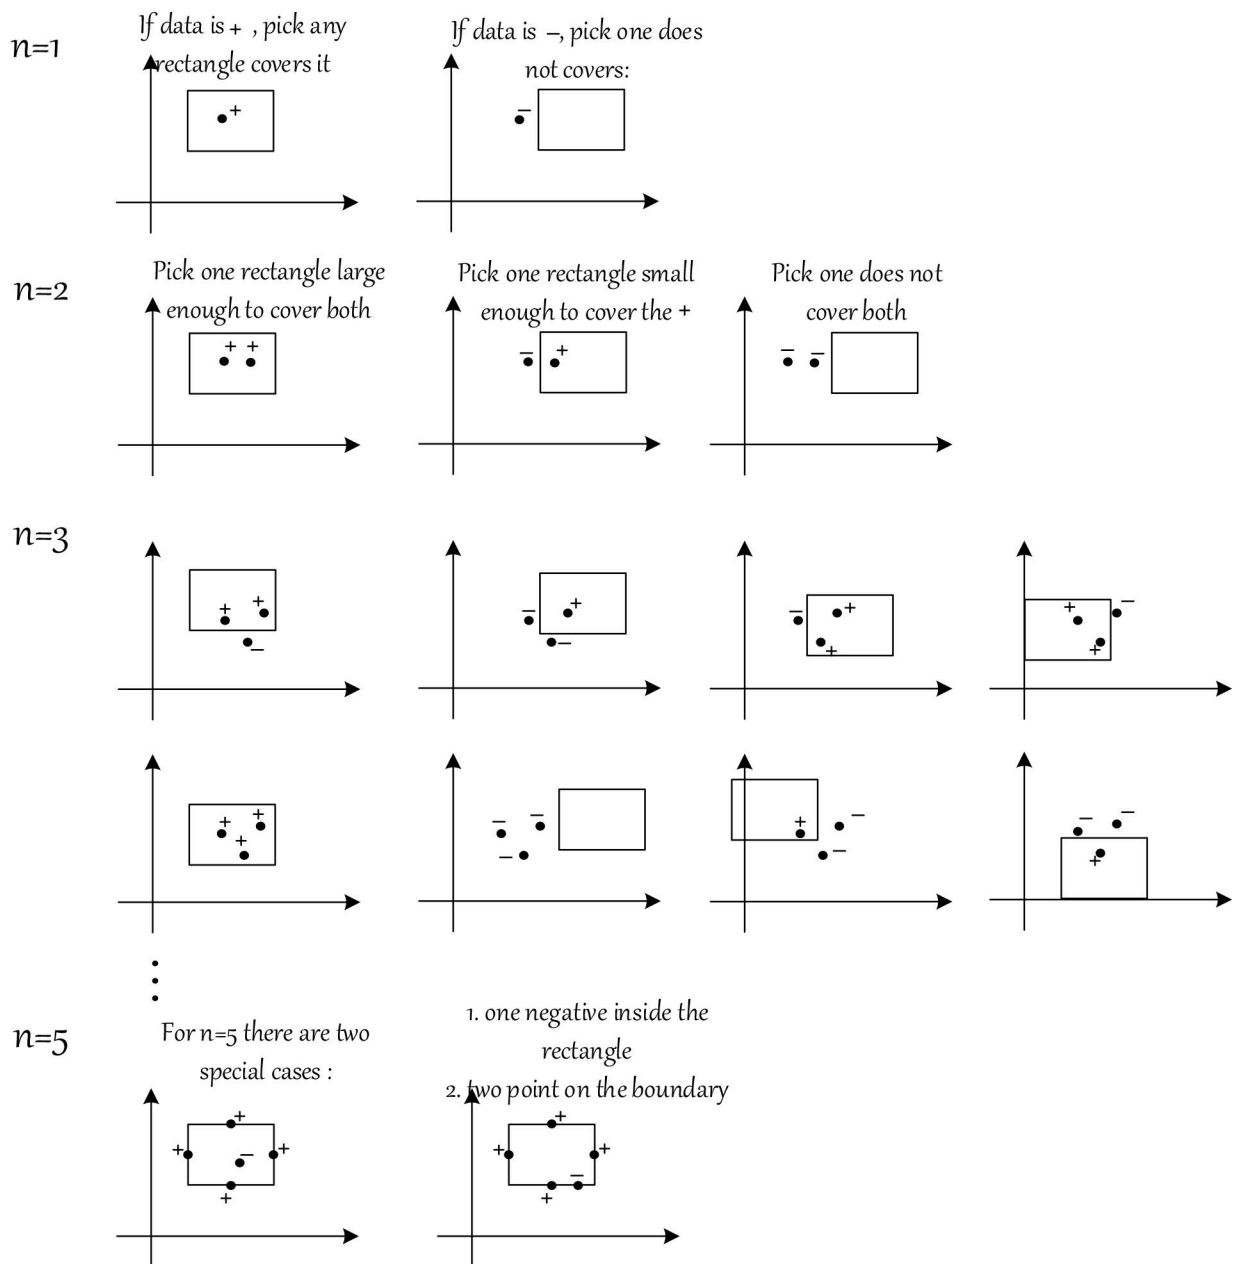 n=1
If data is + , pick any
rectangle covers it
+
If data is –, pick one does
not covers:
–
n=2
Pick one rectangle large
enough to cover both
+ +
Pick one rectangle small
enough to cover the +
– +
Pick one does not
cover both
– –
n=3
+ +
–
– +
–
– +
+
+ –
+
+ +
+
– –
–
+ –
–
– –
+
n=5
For n=5 there are two
special cases :
+
+ – +
+
1. one negative inside the
rectangle
2. two point on the boundary
+
+ +
–
+